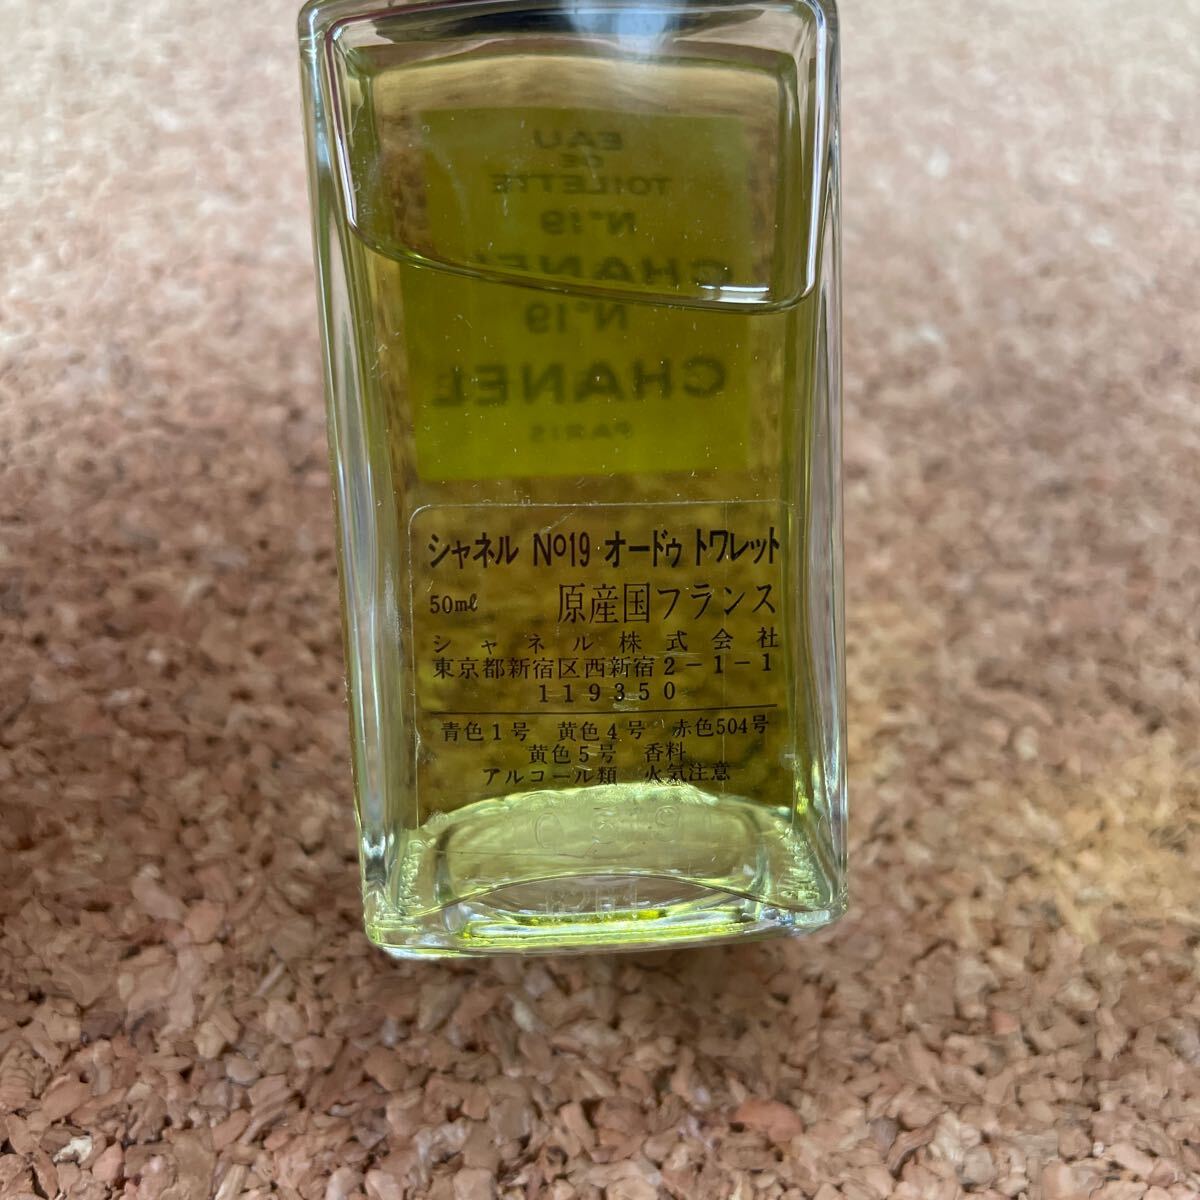 EAU
DE
TOILETTE
N°19
CHANEL
N°19
CHANEL
PARIS
シャネル Nº19 オードゥ トワレット
50㎖ 原産国フランス
シャネル株式会社
東京都新宿区西新宿2-1-1
119350
青色1号 黄色4号 赤色504号
黄色5号 香料
アルコール類 火気注意